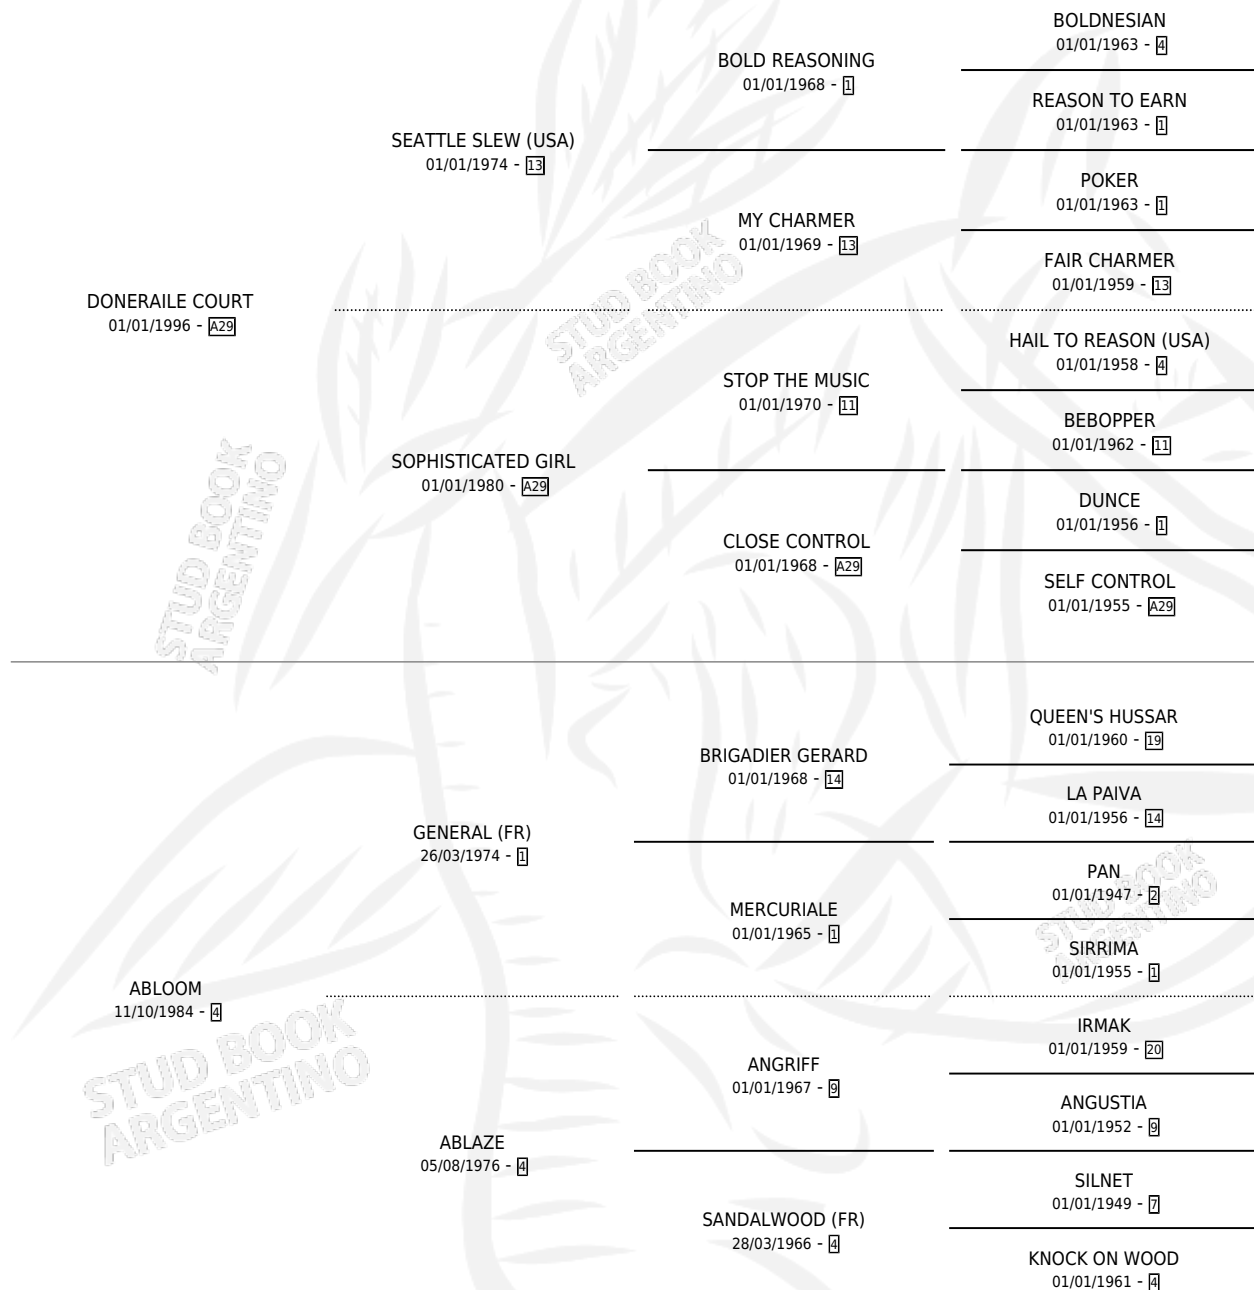 BOLDNESIAN
01/01/1963 - 4
BOLD REASONING
01/01/1968 - 1
REASON TO EARN
01/01/1963 - 1
SEATTLE SLEW (USA)
01/01/1974 - 13
POKER
01/01/1963 - 1
MY CHARMER
01/01/1969 - 13
FAIR CHARMER
01/01/1959 - 13
DONERAILE COURT
01/01/1996 - A29
STUD BOOK
ARGENTINO
HAIL TO REASON (USA)
01/01/1958 - 4
STOP THE MUSIC
01/01/1970 - 11
BEBOPPER
01/01/1962 - 11
SOPHISTICATED GIRL
01/01/1980 - A29
DUNCE
01/01/1956 - 1
CLOSE CONTROL
01/01/1968 - A29
SELF CONTROL
01/01/1955 - A29
STUD BOOK
ARGENTINO
QUEEN'S HUSSAR
01/01/1960 - 19
BRIGADIER GERARD
01/01/1968 - 14
LA PAIVA
01/01/1956 - 14
GENERAL (FR)
26/03/1974 - 1
PAN
01/01/1947 - 2
MERCURIALE
01/01/1965 - 1
STUD BOOK
ARGENTINO
SIRRIMA
01/01/1955 - 1
ABLOOM
11/10/1984 - 4
STUD BOOK
ARGENTINO
IRMAK
01/01/1959 - 20
ANGRIFF
01/01/1967 - 9
ANGUSTIA
01/01/1952 - 9
ABLAZE
05/08/1976 - 4
SILNET
01/01/1949 - 7
SANDALWOOD (FR)
28/03/1966 - 4
KNOCK ON WOOD
01/01/1961 - 4